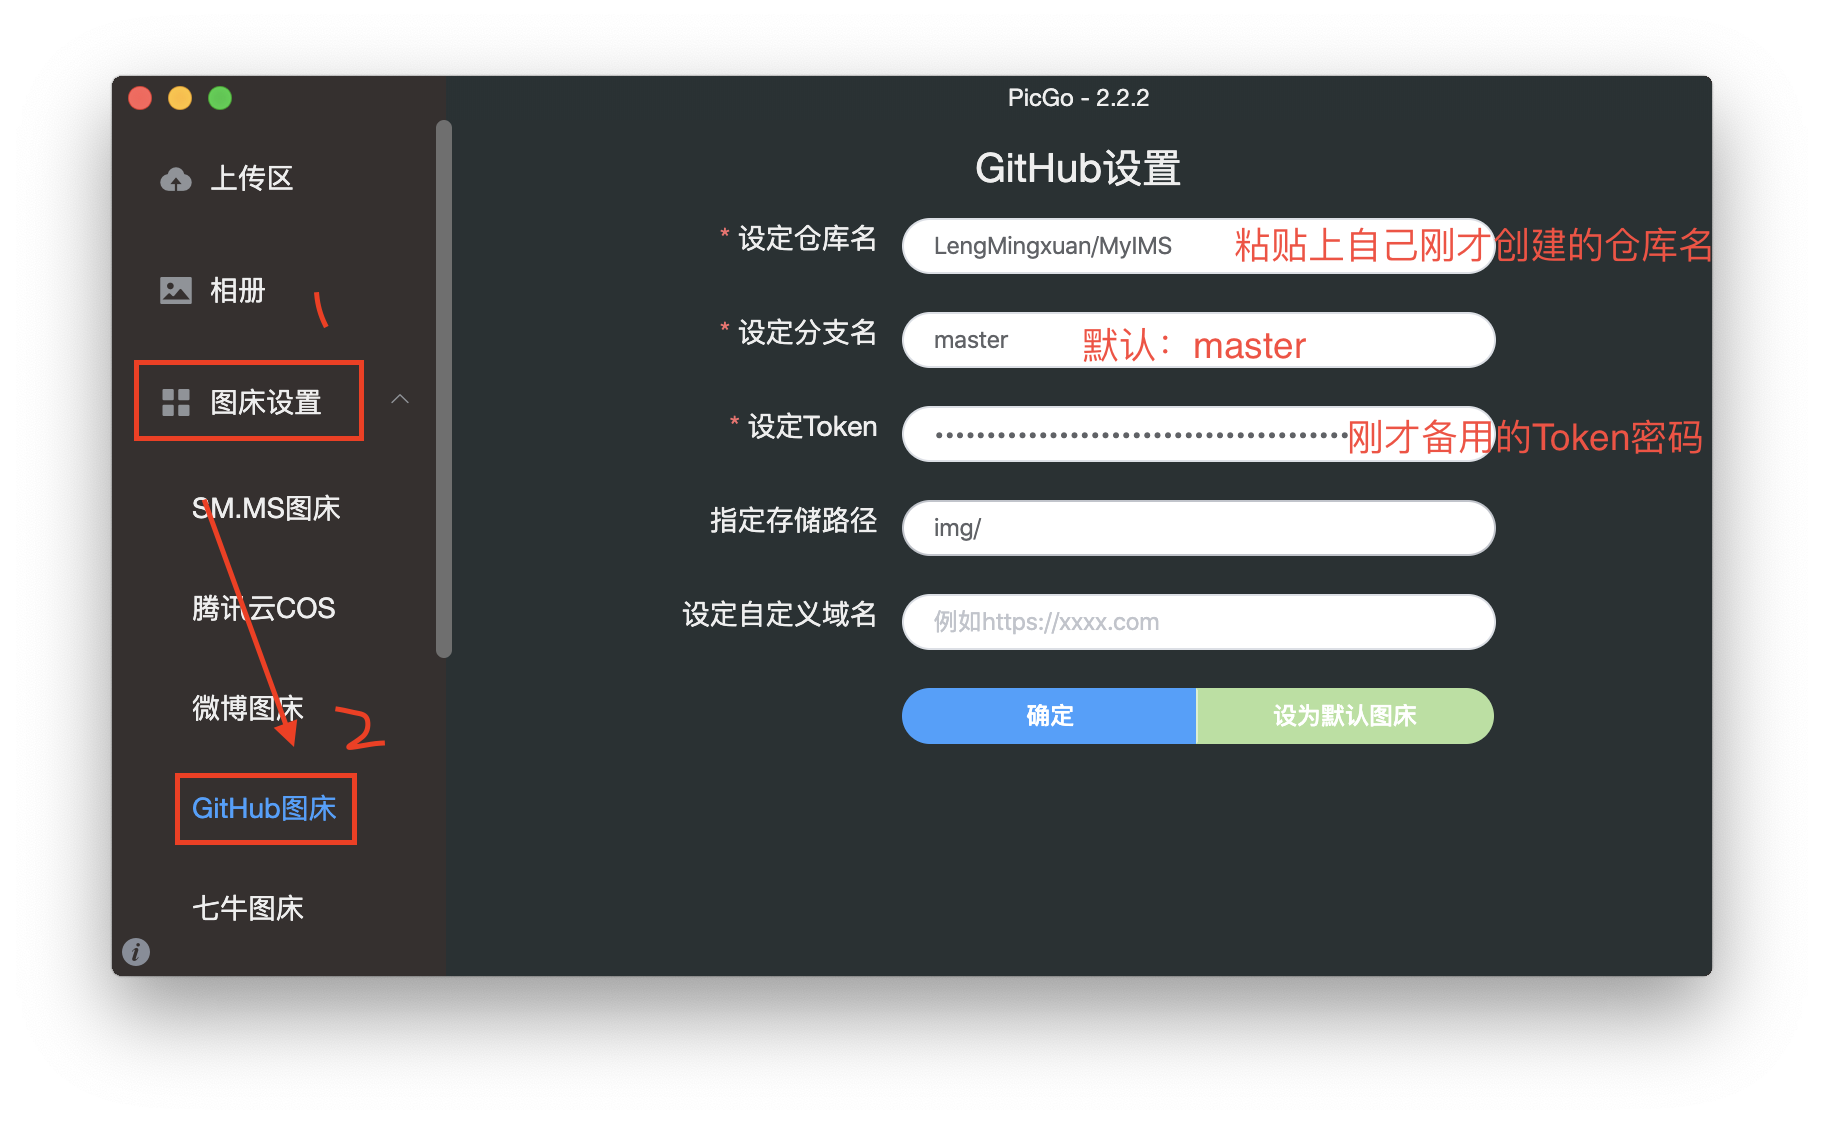 PicGo - 2.2.2
上传区
相册
1
图床设置
SM.MS图床
腾讯云COS
微博图床
2
GitHub图床
七牛图床
GitHub设置
* 设定仓库名
LengMingxuan/MyIMS
粘贴上自己刚才创建的仓库名
* 设定分支名
master
默认：master
* 设定Token
刚才备用的Token密码
指定存储路径
img/
设定自定义域名
例如https://xxxx.com
确定
设为默认图床